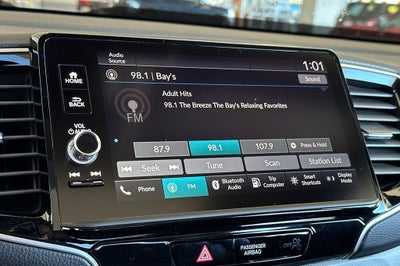 Audio
Source
1:01
HOME
98.1 | Bay's
Sound
BACK
Adult Hits
98.1 The Breeze The Bay's Relaxing Favorites
FM
VOL
AUDIO
87.9
98.1
107.9
Press & Hold
Seek
Tune
Scan
Station List
Phone
FM
Bluetooth
Audio
Trip
Computer
Smart
Shortcuts
Display
Mode
PASSENGER
AIRBAG
OFF